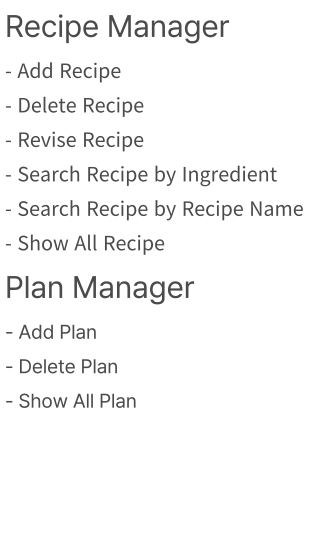 Recipe Manager
- Add Recipe
- Delete Recipe
- Revise Recipe
- Search Recipe by Ingredient
- Search Recipe by Recipe Name
- Show All Recipe
Plan Manager
- Add Plan
- Delete Plan
- Show All Plan